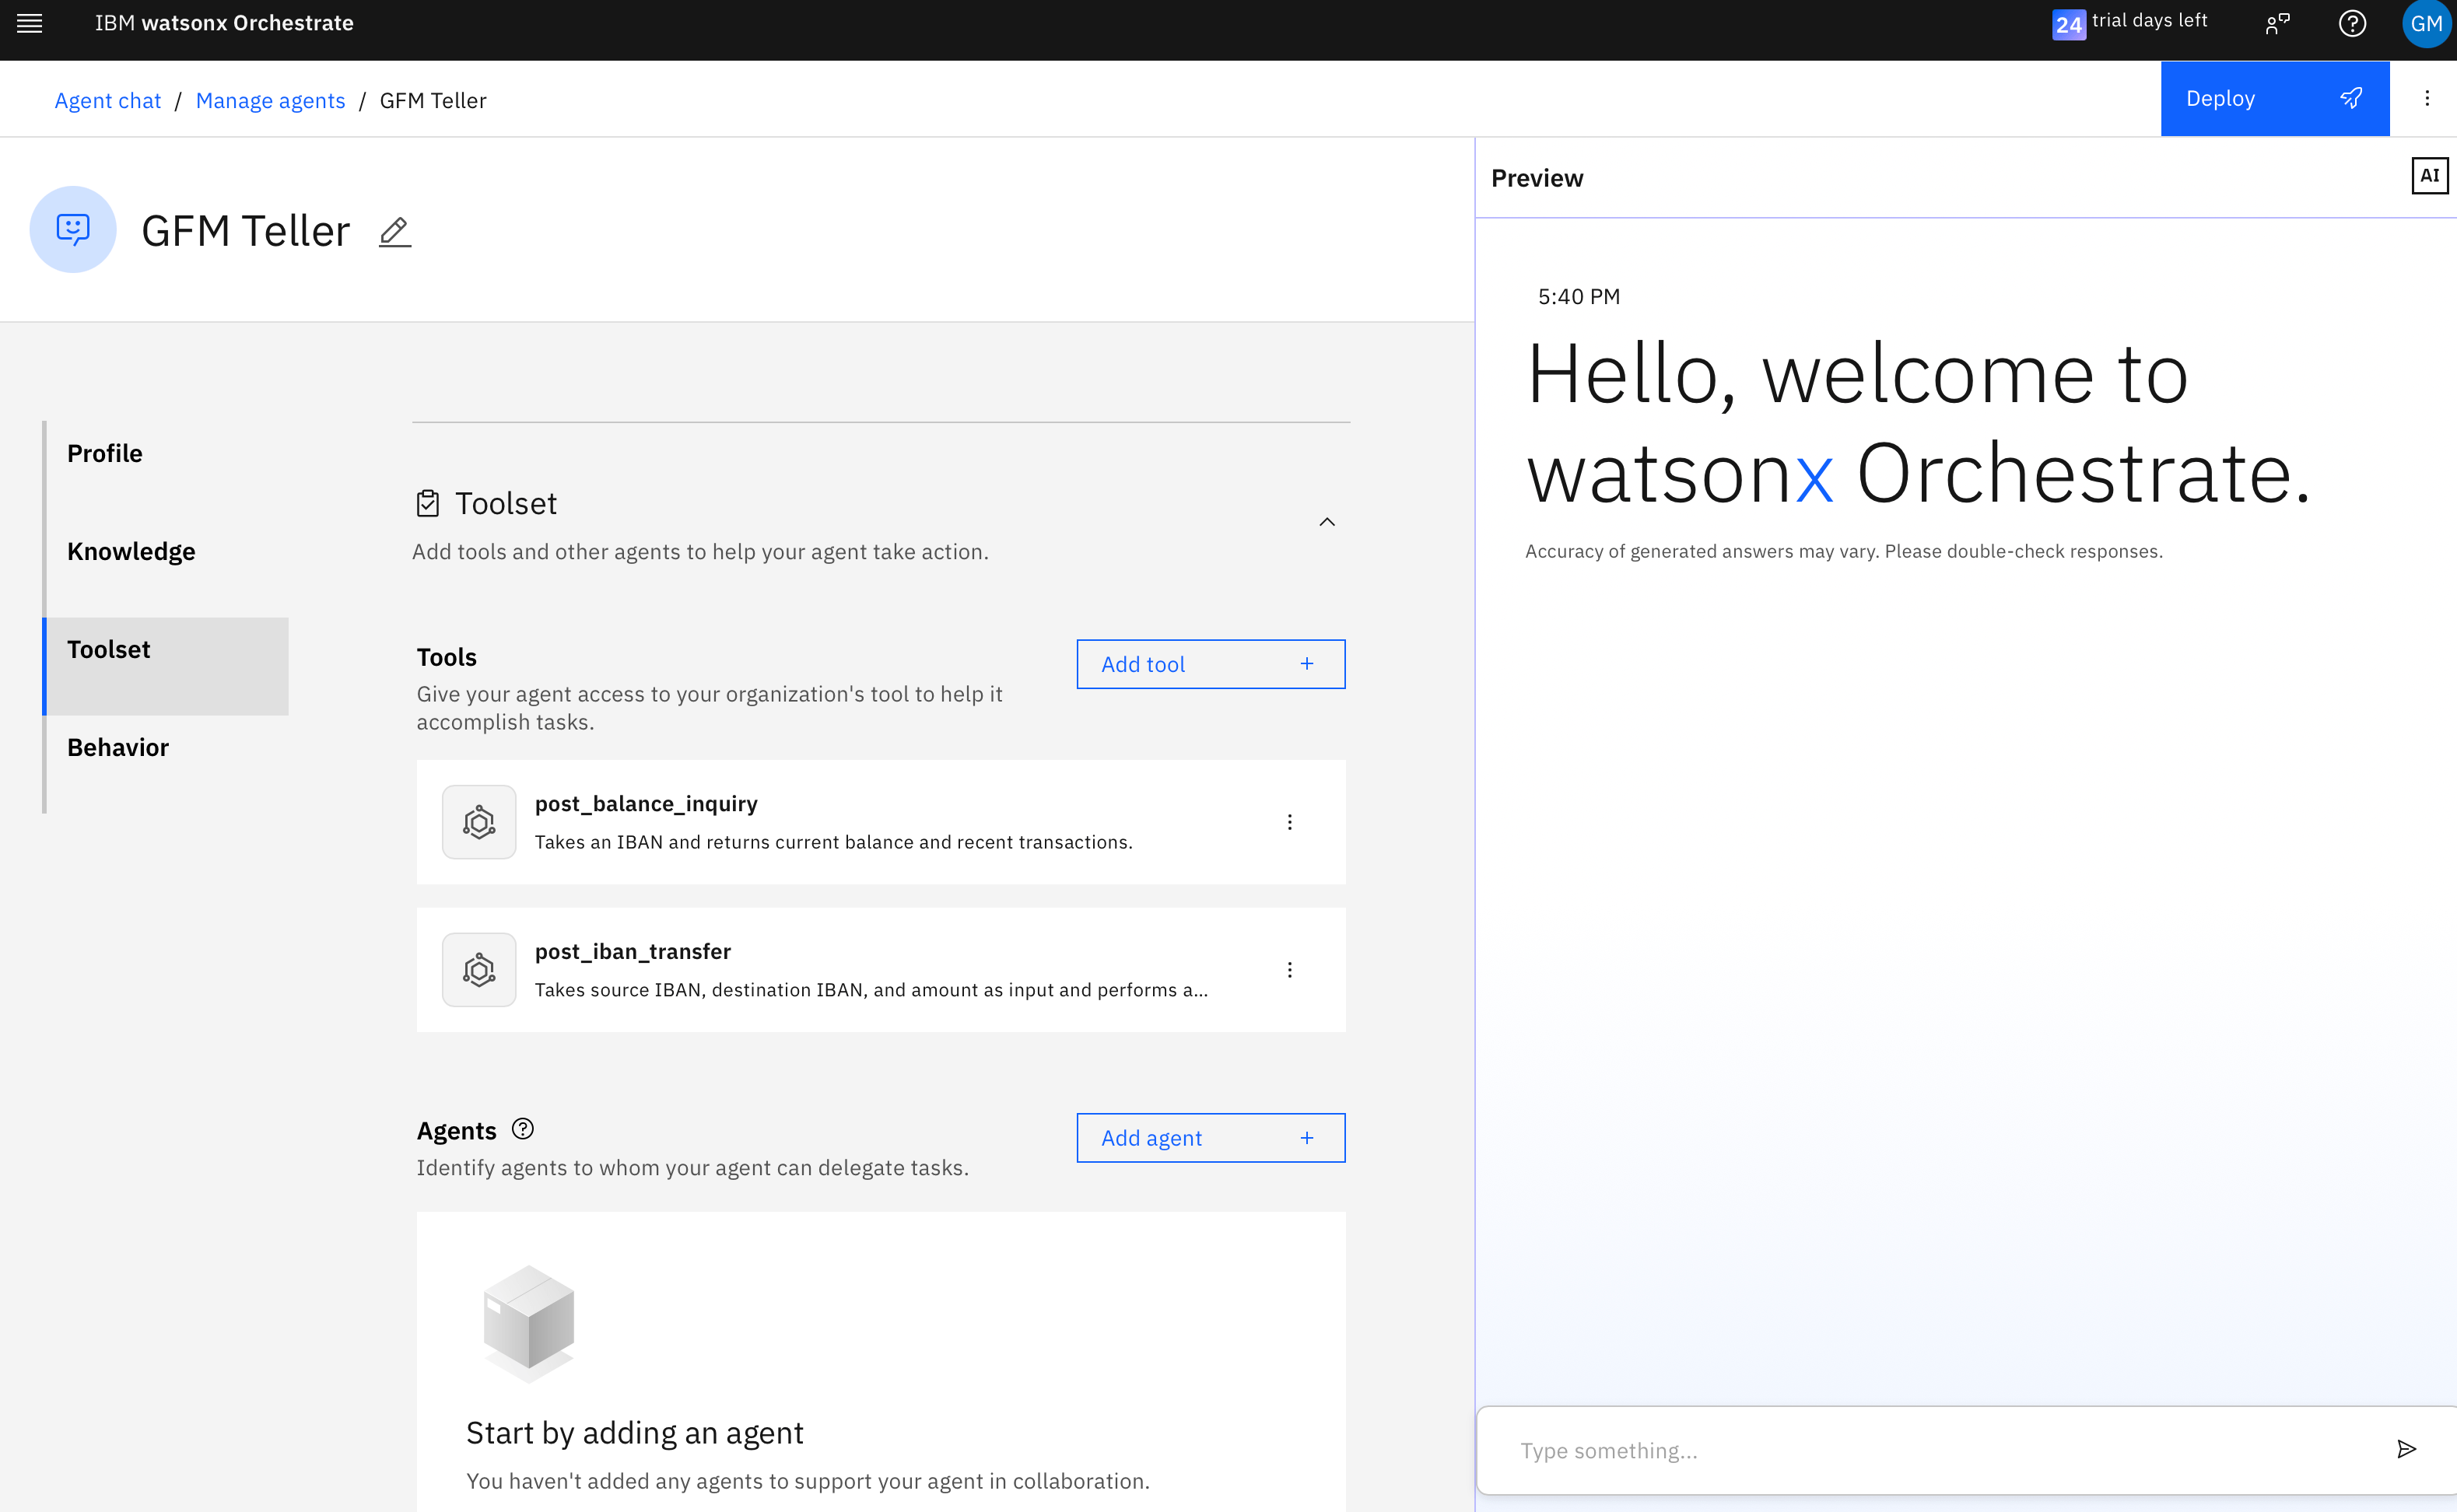 IBM watsonx Orchestrate
24 trial days left
GM
Agent chat / Manage agents / GFM Teller
Deploy
GFM Teller
Profile
Knowledge
Toolset
Behavior
Toolset
Add tools and other agents to help your agent take action.
Tools
Add tool
Give your agent access to your organization's tool to help it
accomplish tasks.
post_balance_inquiry
Takes an IBAN and returns current balance and recent transactions.
post_iban_transfer
Takes source IBAN, destination IBAN, and amount as input and performs a...
Agents
Add agent
Identify agents to whom your agent can delegate tasks.
Start by adding an agent
You haven't added any agents to support your agent in collaboration.
Preview
AI
5:40 PM
Hello, welcome to
watsonx Orchestrate.
Accuracy of generated answers may vary. Please double-check responses.
Type something...